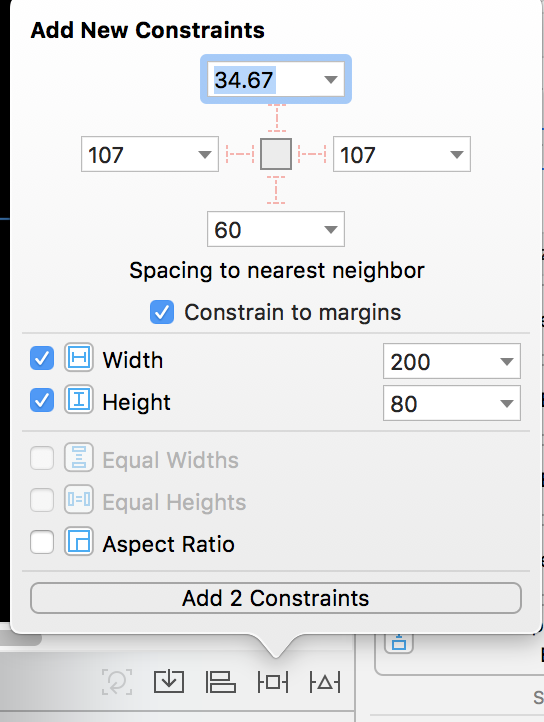 Add New Constraints
34.67
107
107
60
Spacing to nearest neighbor
Constrain to margins
Width
200
Height
80
Equal Widths
Equal Heights
Aspect Ratio
Add 2 Constraints
S